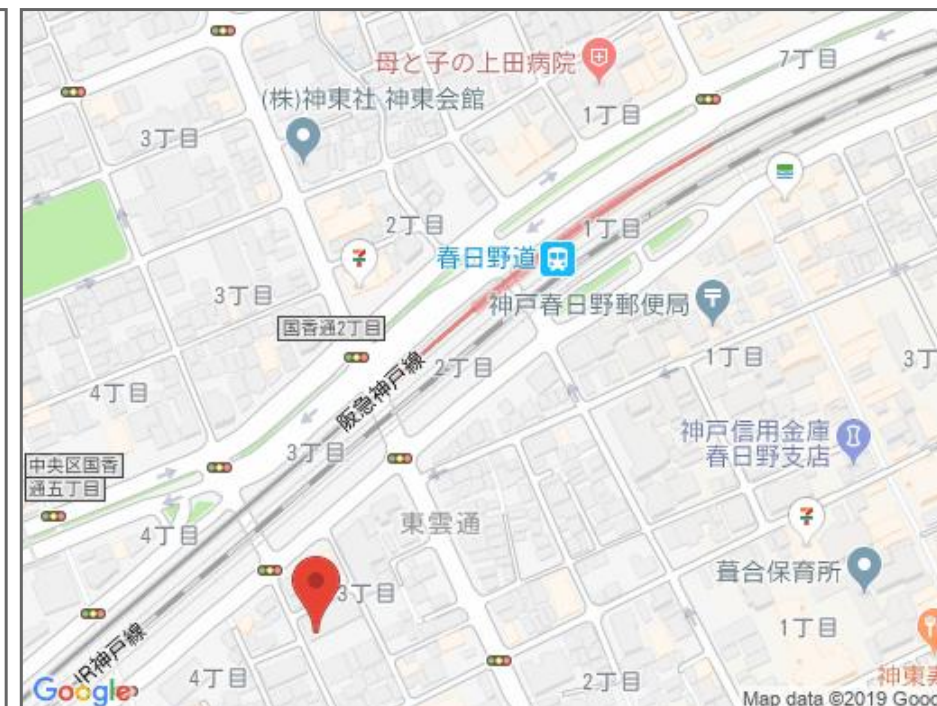 7丁目
母と子の上田病院
(株)神東社 神東会館
1丁目
3丁目
2丁目
1丁目
春日野道
3丁目
神戸春日野郵便局
国香通2丁目
1丁目
3丁
阪急神戸線
2丁目
4丁目
神戸信用金庫
春日野支店
3丁目
中央区国香
通五丁目
東雲通
4丁目
葺合保育所
3丁目
1丁目
JR神戸線
4丁目
2丁目
Google
Map data ©2019 Goo